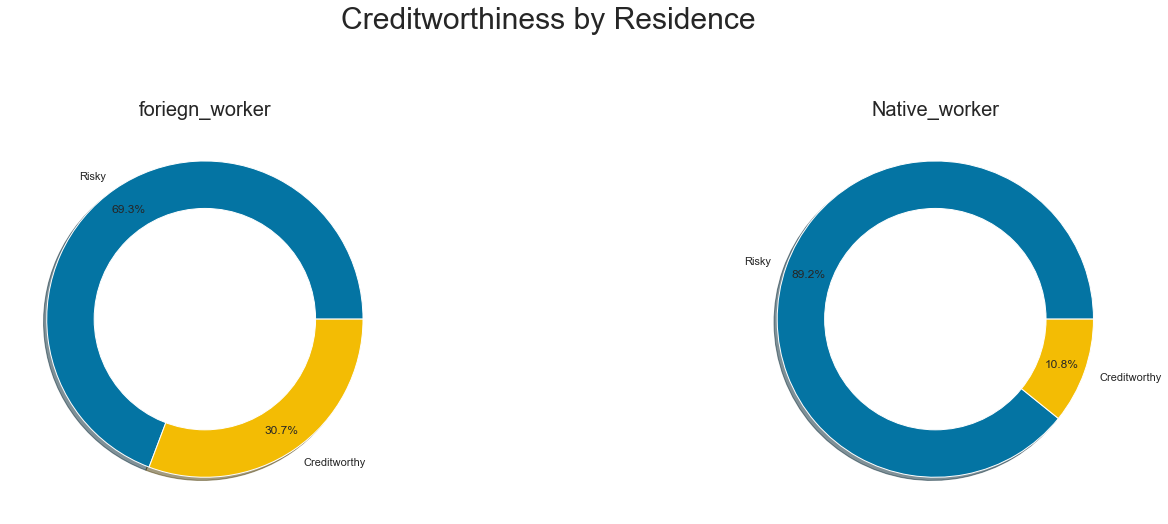 Creditworthiness by Residence
foriegn_worker
Risky
69.3%
30.7%
Creditworthy
Native_worker
Risky
89.2%
10.8%
Creditworthy